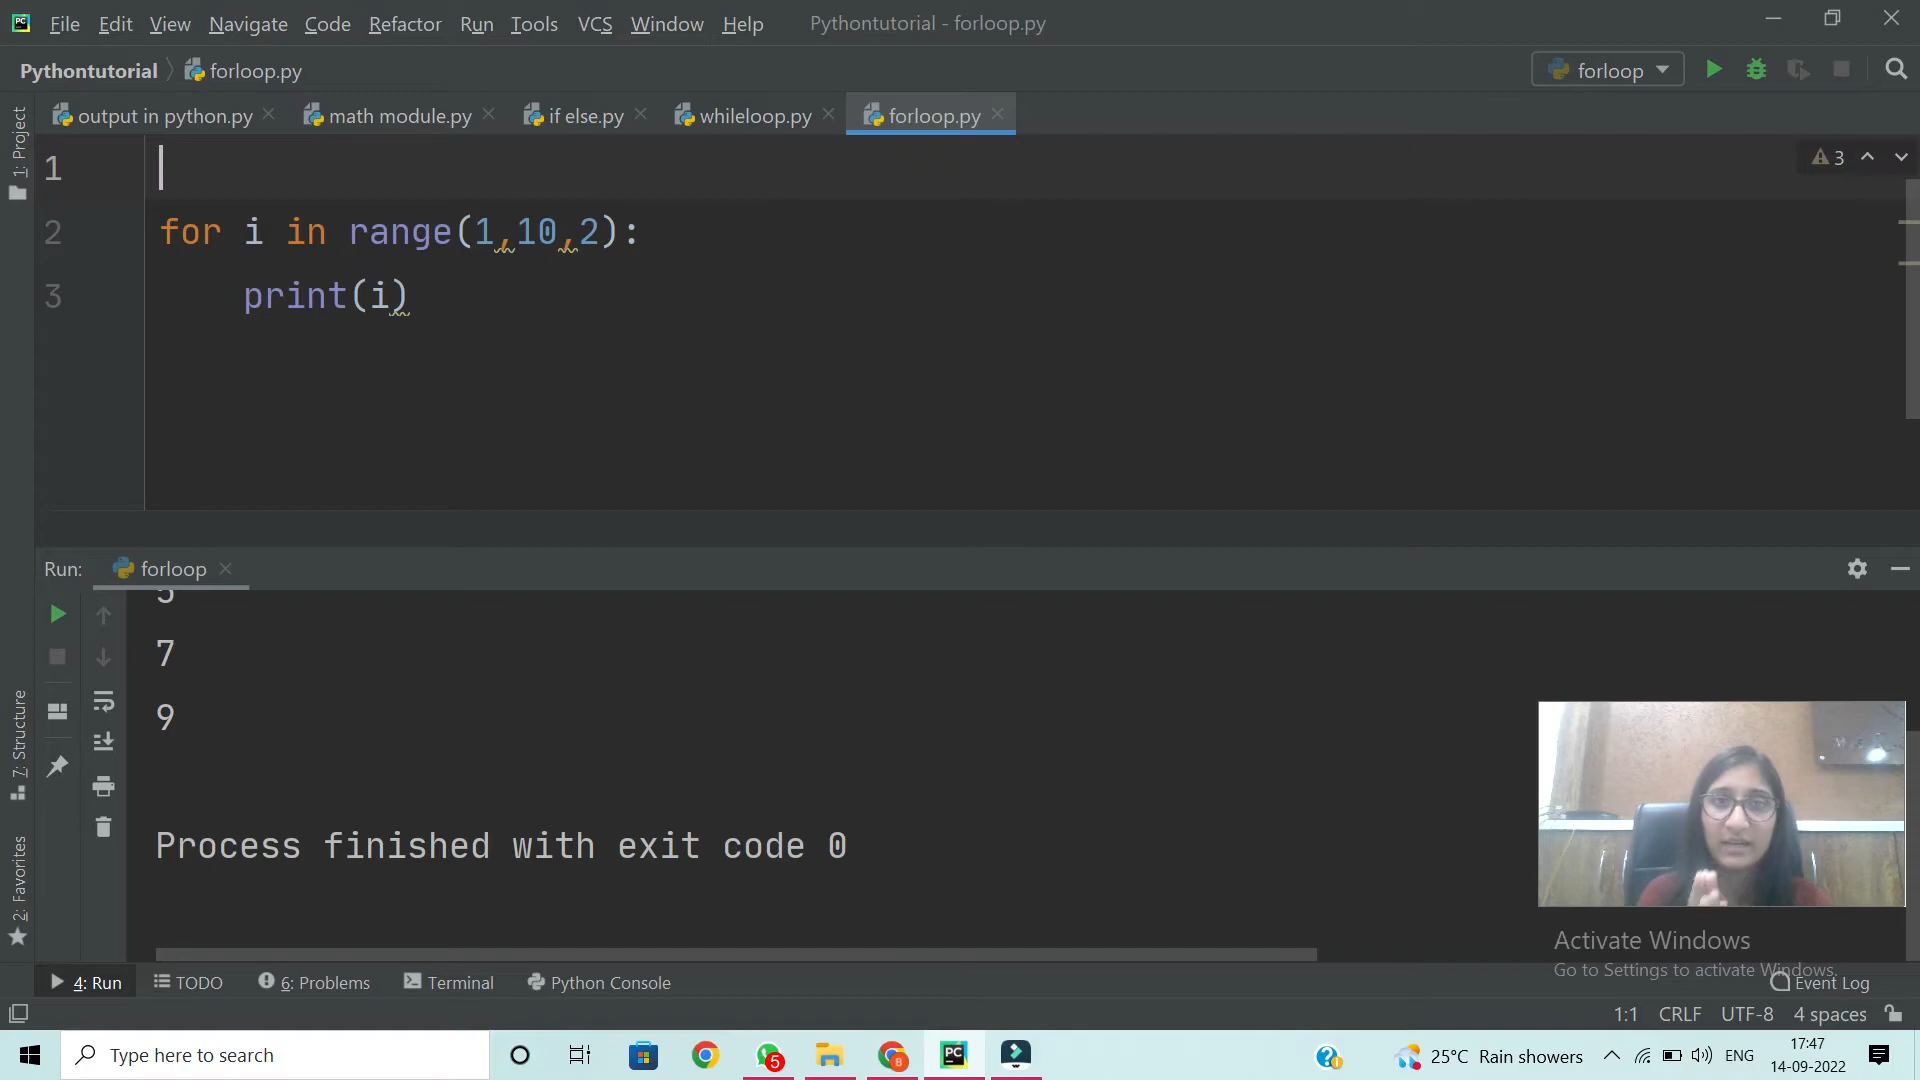 File Edit View Navigate Code Refactor Run Tools VCS Window Help Pythontutorial - forloop.py
Pythontutorial forloop.py forloop
output in python.py math module.py if else.py whileloop.py forloop.py
1: Project
1
3
2 for i in range(1,10,2):
3 print(i)
Run: forloop
5
7
9
Process finished with exit code 0
7: Structure
2: Favorites
Activate Windows
Go to Settings to activate Windows.
4: Run TODO 6: Problems Terminal Python Console Event Log
1:1 CRLF UTF-8 4 spaces
Type here to search 5 PC B 25°C Rain showers ENG 17:47
14-09-2022